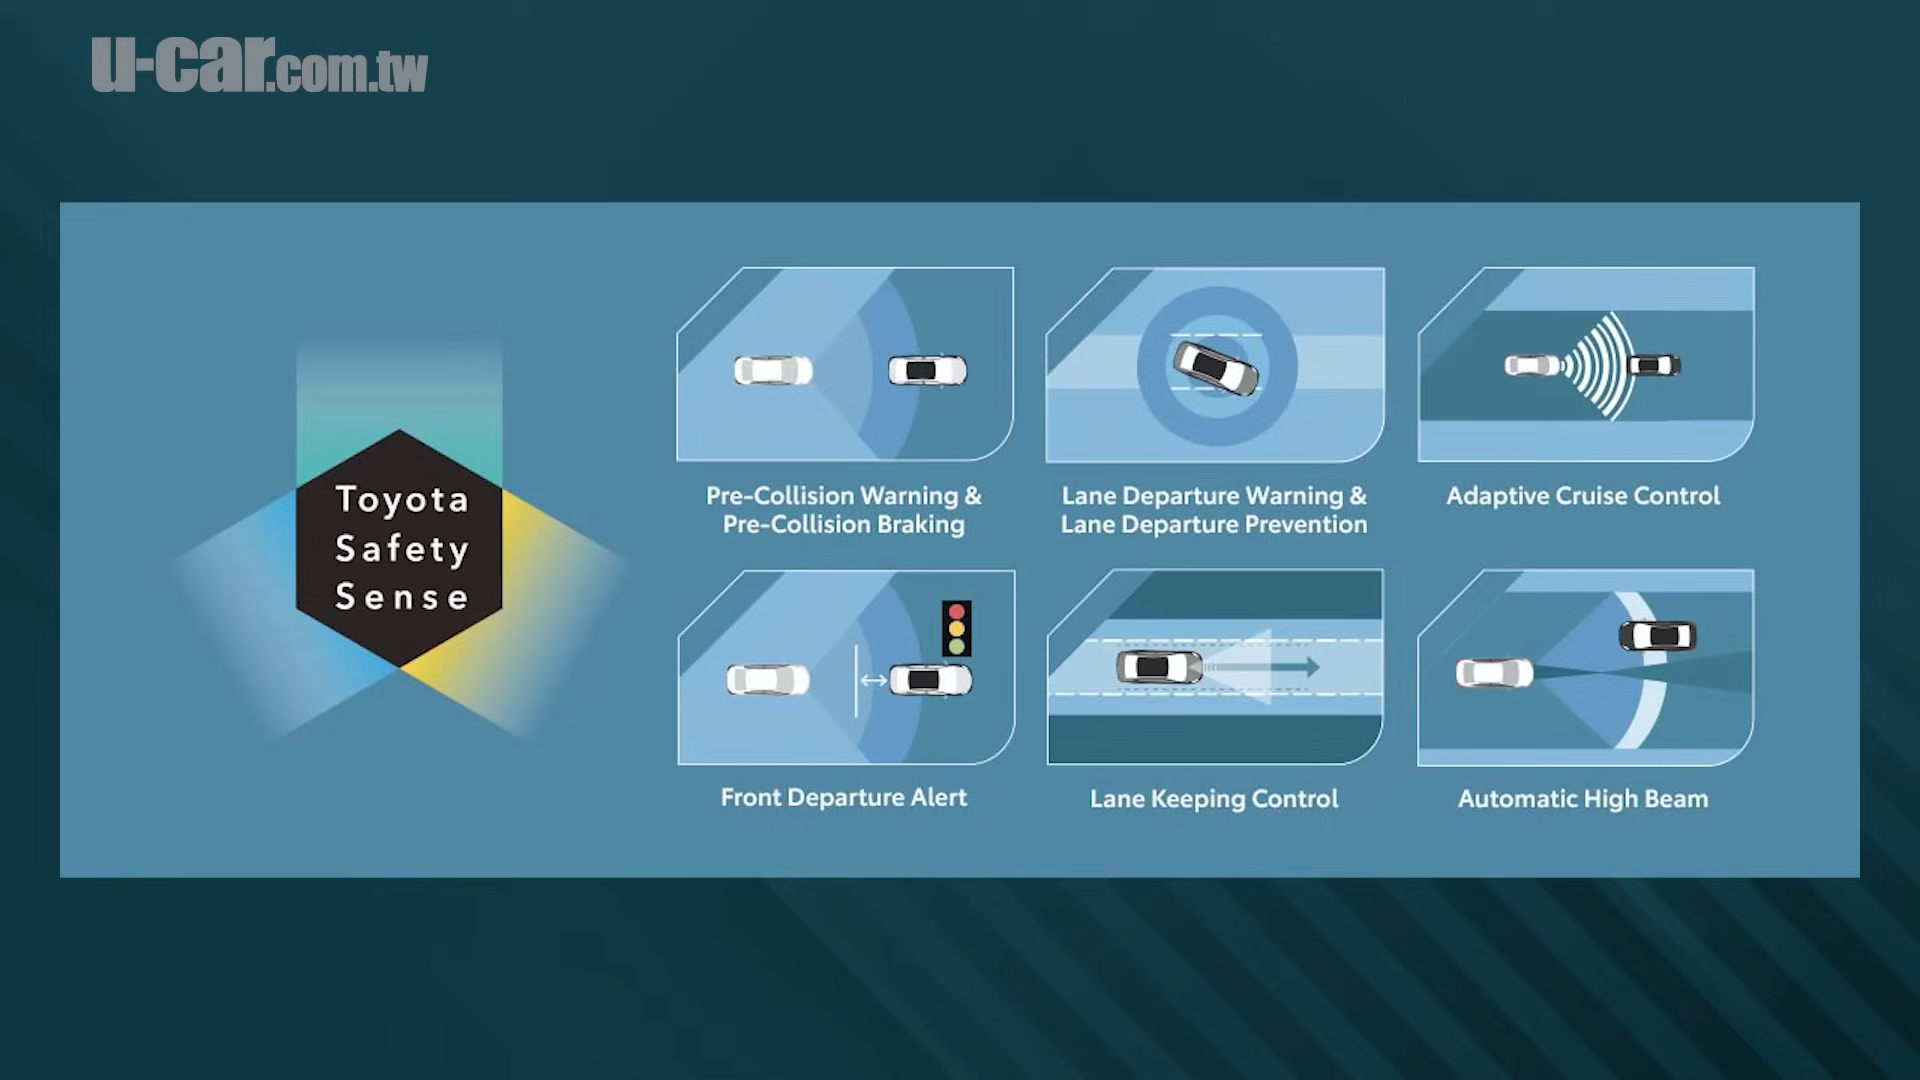 u-car.com.tw
Toyota
Safety
Sense
Pre-Collision Warning &
Pre-Collision Braking
Lane Departure Warning &
Lane Departure Prevention
Adaptive Cruise Control
Front Departure Alert
Lane Keeping Control
Automatic High Beam